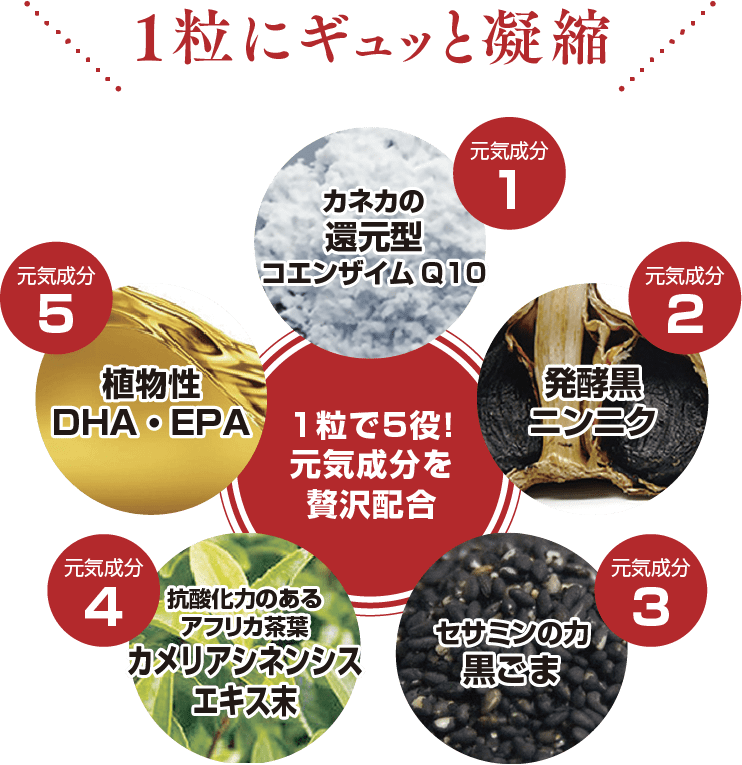 1粒にギュッと凝縮
元気成分
1
カネカの
還元型
コエンザイムQ10
元気成分
2
発酵黒
ニンニク
元気成分
3
セサミンの力
黒ごま
元気成分
4
抗酸化力のある
アフリカ茶葉
カメリアシネンシス
エキス末
元気成分
5
植物性
DHA・EPA
1粒で5役!
元気成分を
贅沢配合